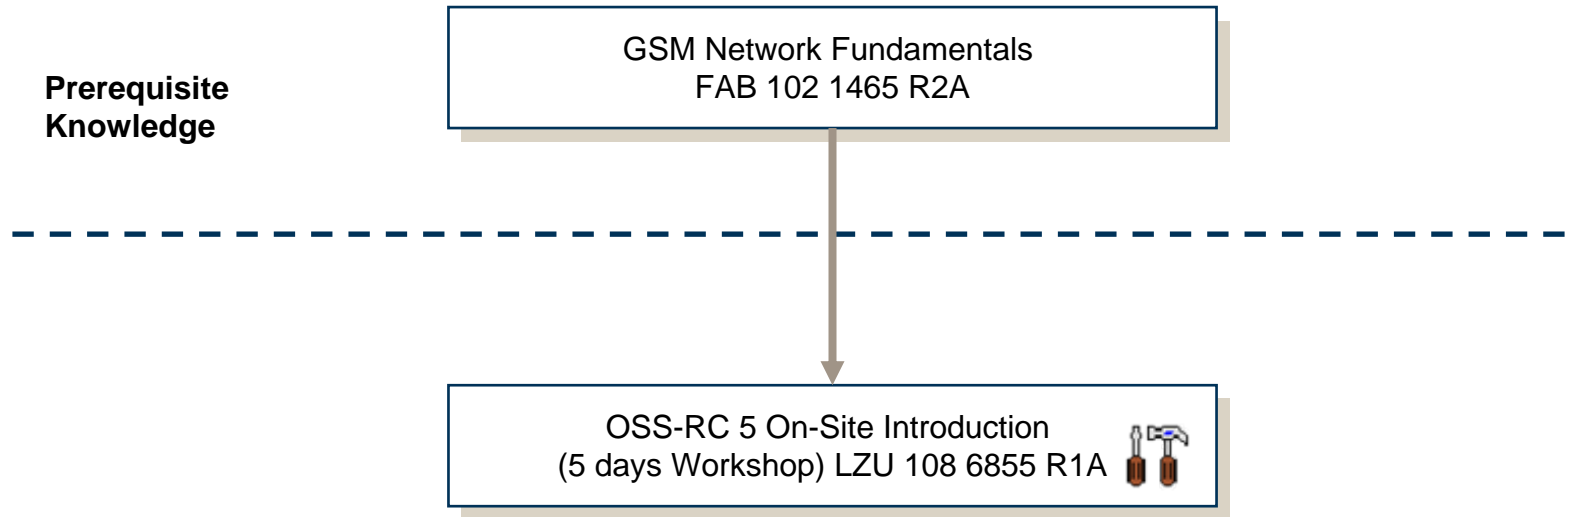 Prerequisite
Knowledge
GSM Network Fundamentals
FAB 102 1465 R2A
OSS-RC 5 On-Site Introduction
(5 days Workshop) LZU 108 6855 R1A